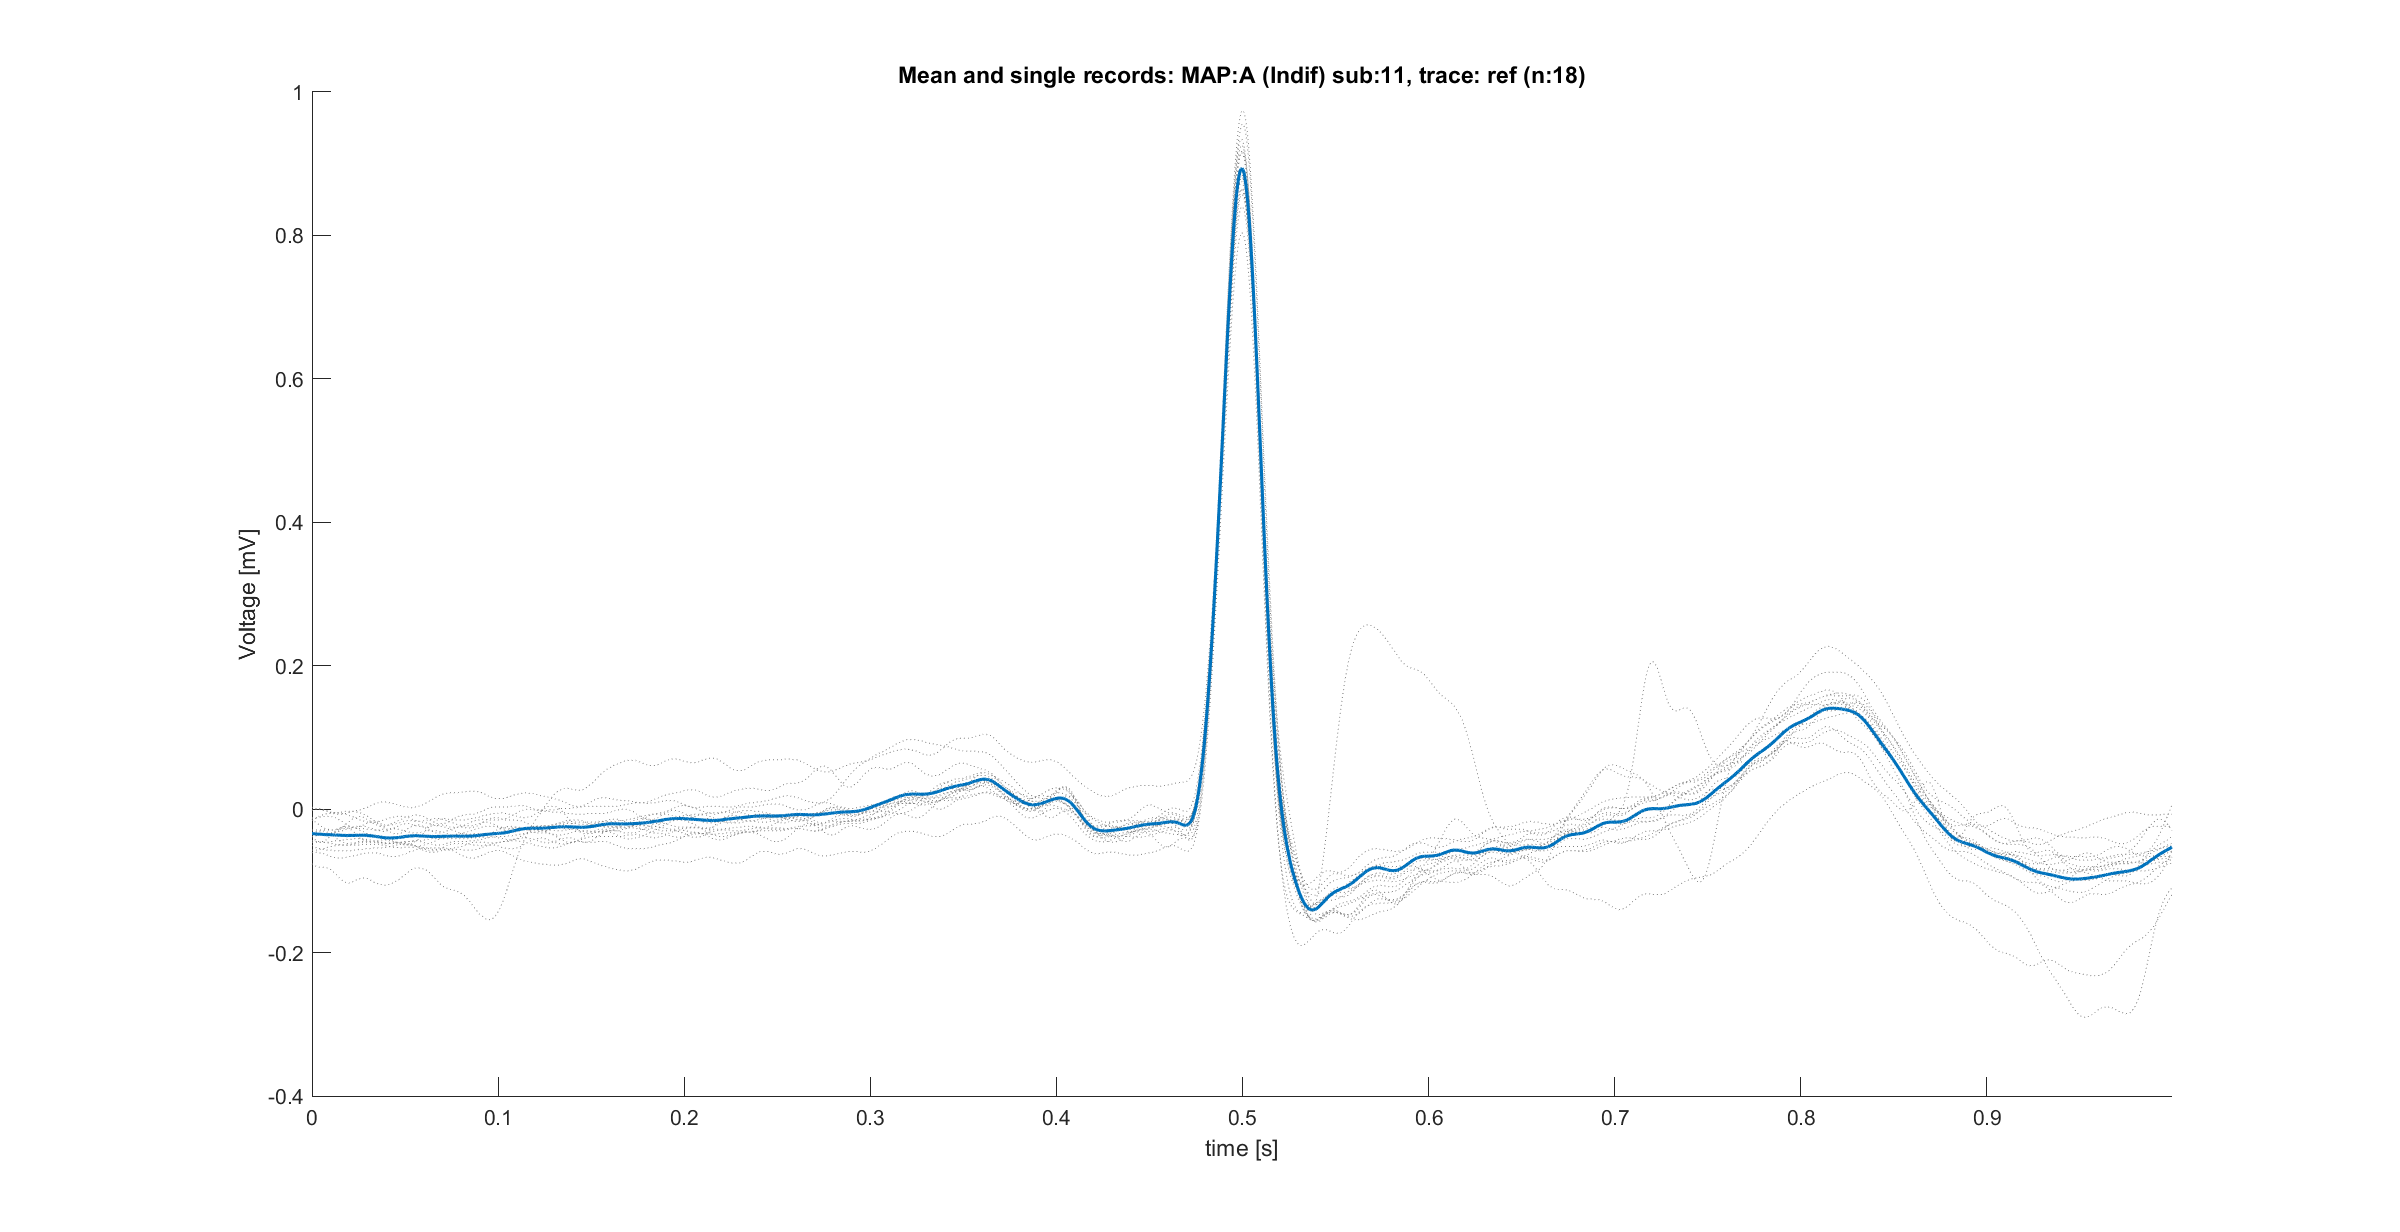 Mean and single records: MAP:A (Indif) sub:11, trace: ref (n:18)
1
0.8
0.6
0.4
0.2
0
-0.2
-0.4
Voltage [mV]
0 0.1 0.2 0.3 0.4 0.5 0.6 0.7 0.8 0.9
time [s]